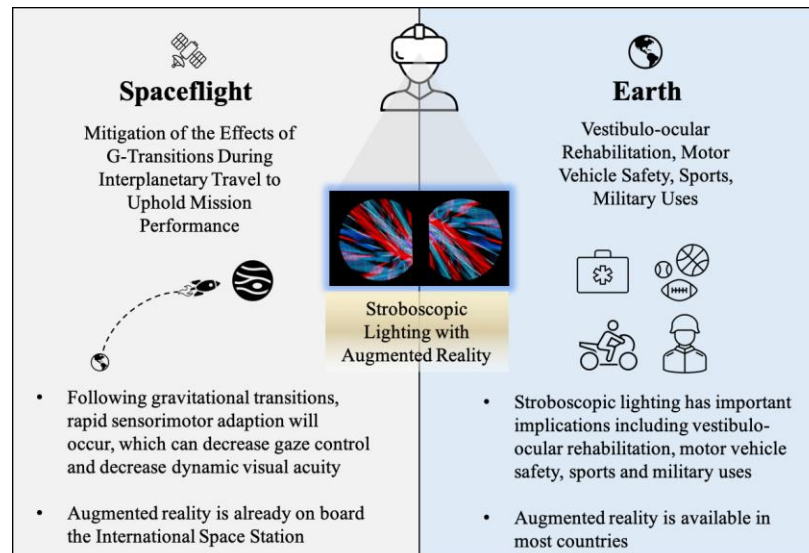 Spaceflight
Mitigation of the Effects of
G-Transitions During
Interplanetary Travel to
Uphold Mission
Performance
Stroboscopic
Lighting with
Augmented Reality
• Following gravitational transitions,
rapid sensorimotor adaption will
occur, which can decrease gaze control
and decrease dynamic visual acuity
• Augmented reality is already on board
the International Space Station
Earth
Vestibulo-ocular
Rehabilitation, Motor
Vehicle Safety, Sports,
Military Uses
• Stroboscopic lighting has important
implications including vestibulo-
ocular rehabilitation, motor vehicle
safety, sports and military uses
• Augmented reality is available in
most countries